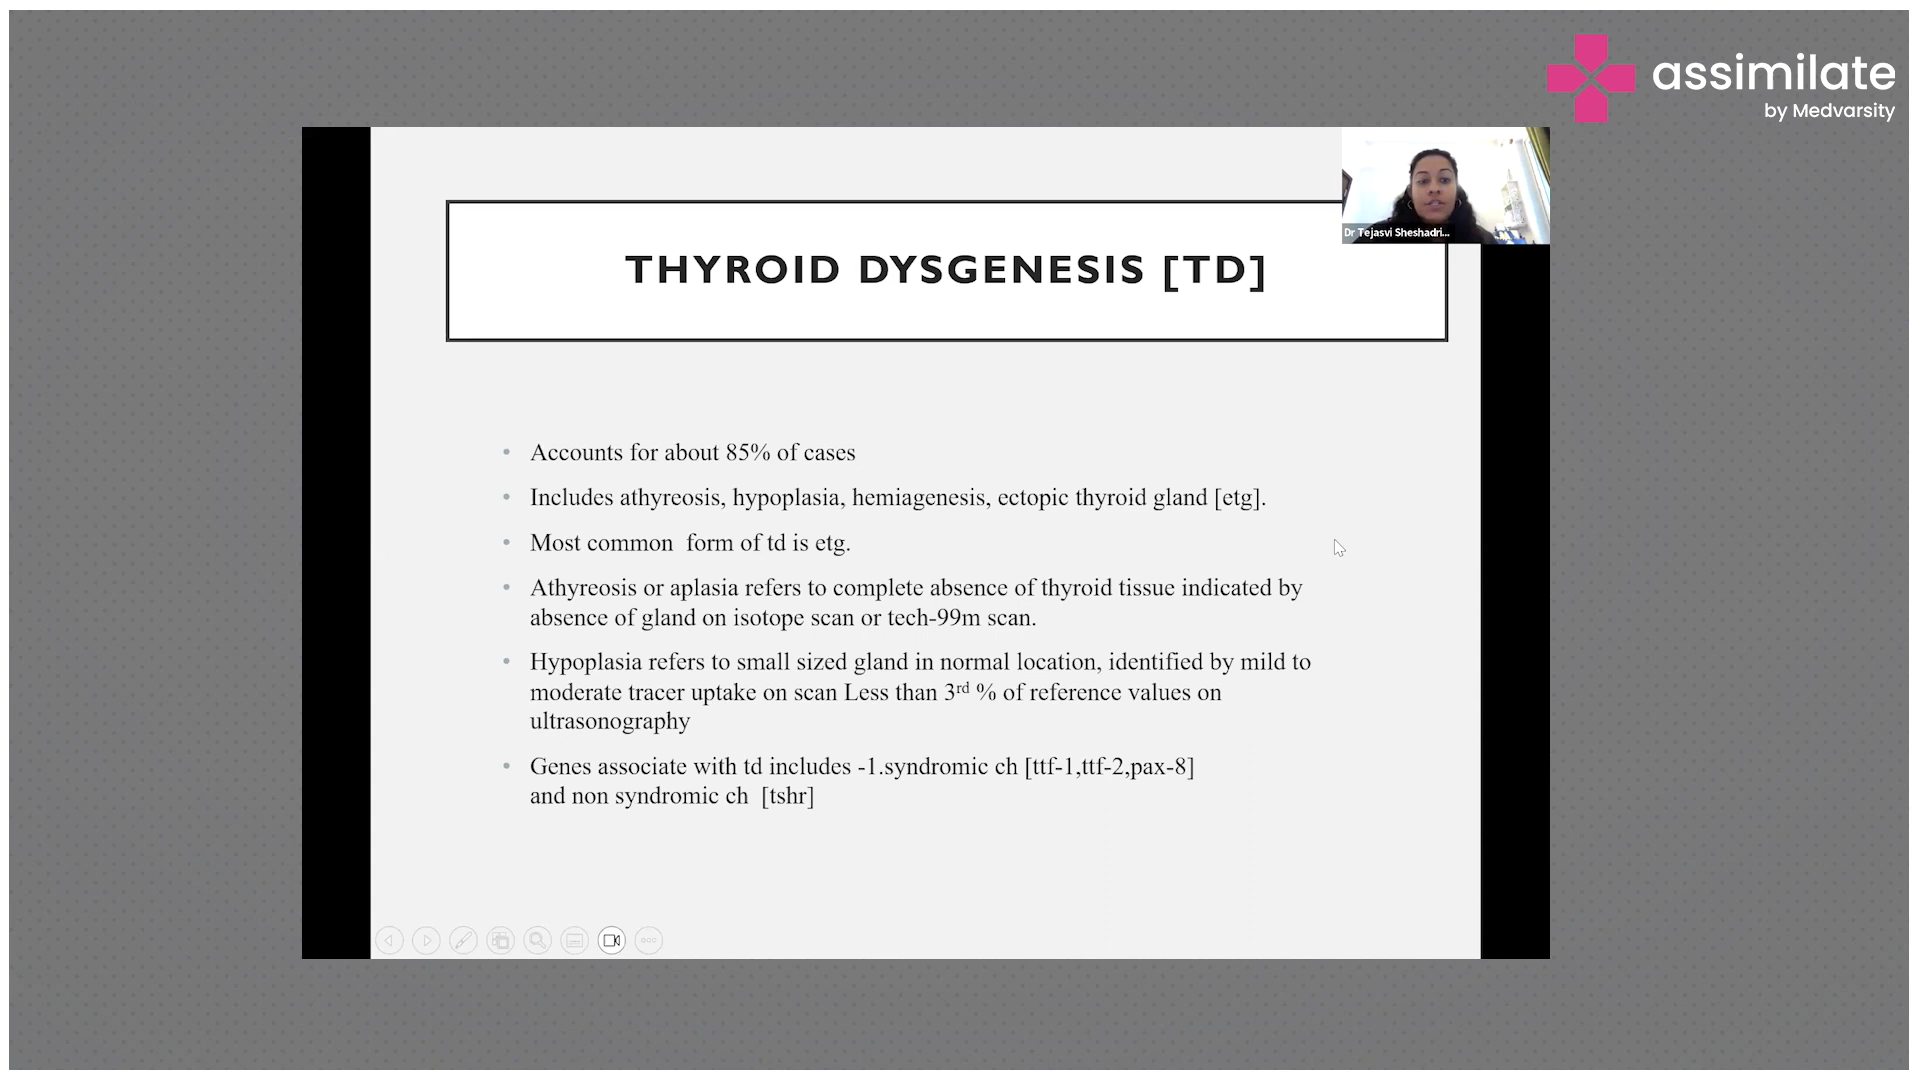 assimilate
by Medvarsity
Dr Tejasvi Sheshadri...
THYROID DYSGENESIS [TD]
• Accounts for about 85% of cases
• Includes athyreosis, hypoplasia, hemiagenesis, ectopic thyroid gland [etg].
• Most common form of td is etg.
• Athyreosis or aplasia refers to complete absence of thyroid tissue indicated by
absence of gland on isotope scan or tech-99m scan.
• Hypoplasia refers to small sized gland in normal location, identified by mild to
moderate tracer uptake on scan Less than 3rd % of reference values on
ultrasonography
• Genes associate with td includes -1.syndromic ch [ttf-1,ttf-2,pax-8]
and non syndromic ch [tshr]